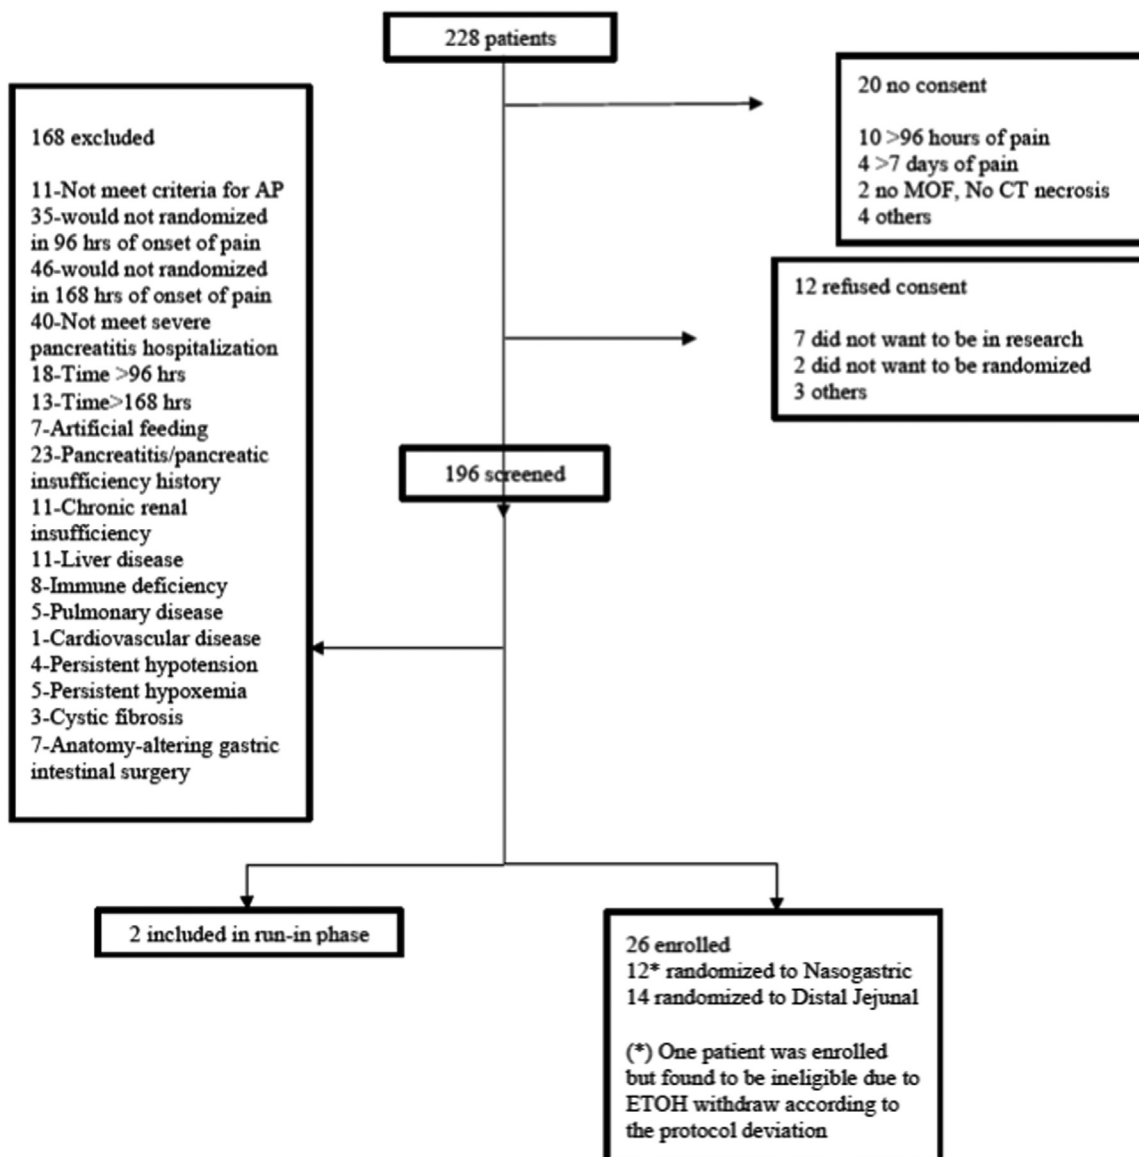 228 patients
20 no consent
10 >96 hours of pain
4 >7 days of pain
2 no MOF, No CT necrosis
4 others
12 refused consent
7 did not want to be in research
2 did not want to be randomized
3 others
196 screened
168 excluded
11-Not meet criteria for AP
35-would not randomized
in 96 hrs of onset of pain
46-would not randomized
in 168 hrs of onset of pain
40-Not meet severe
pancreatitis hospitalization
18-Time >96 hrs
13-Time>168 hrs
7-Artificial feeding
23-Pancreatitis/pancreatic
insufficiency history
11-Chronic renal
insufficiency
11-Liver disease
8-Immune deficiency
5-Pulmonary disease
1-Cardiovascular disease
4-Persistent hypotension
5-Persistent hypoxemia
3-Cystic fibrosis
7-Anatomy-altering gastric
intestinal surgery
2 included in run-in phase
26 enrolled
12* randomized to Nasogastric
14 randomized to Distal Jejunal
(*) One patient was enrolled
but found to be ineligible due to
ETOH withdraw according to
the protocol deviation